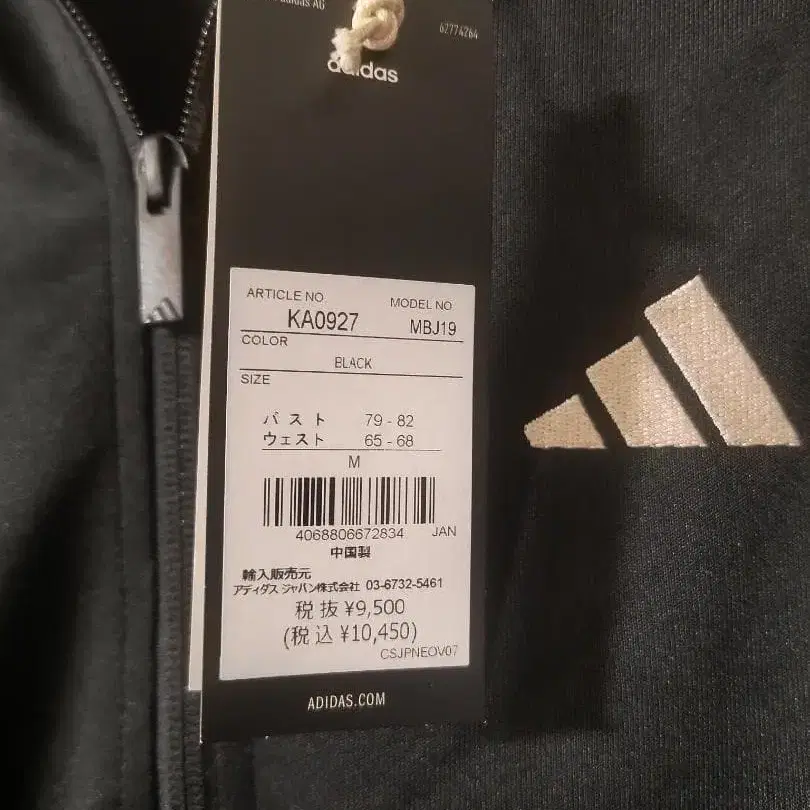 adidas AG
62774264
adidas
ARTICLE NO. MODEL NO
KA0927 MBJ19
COLOR
BLACK
SIZE
バスト 79 - 82
ウェスト 65 - 68
M
4068806672834 JAN
中国製
輸入販売元
アディダス ジャパン株式会社 03-6732-5461
税抜 ¥9,500
(税込 ¥10,450)
CSJPNEOV07
ADIDAS.COM